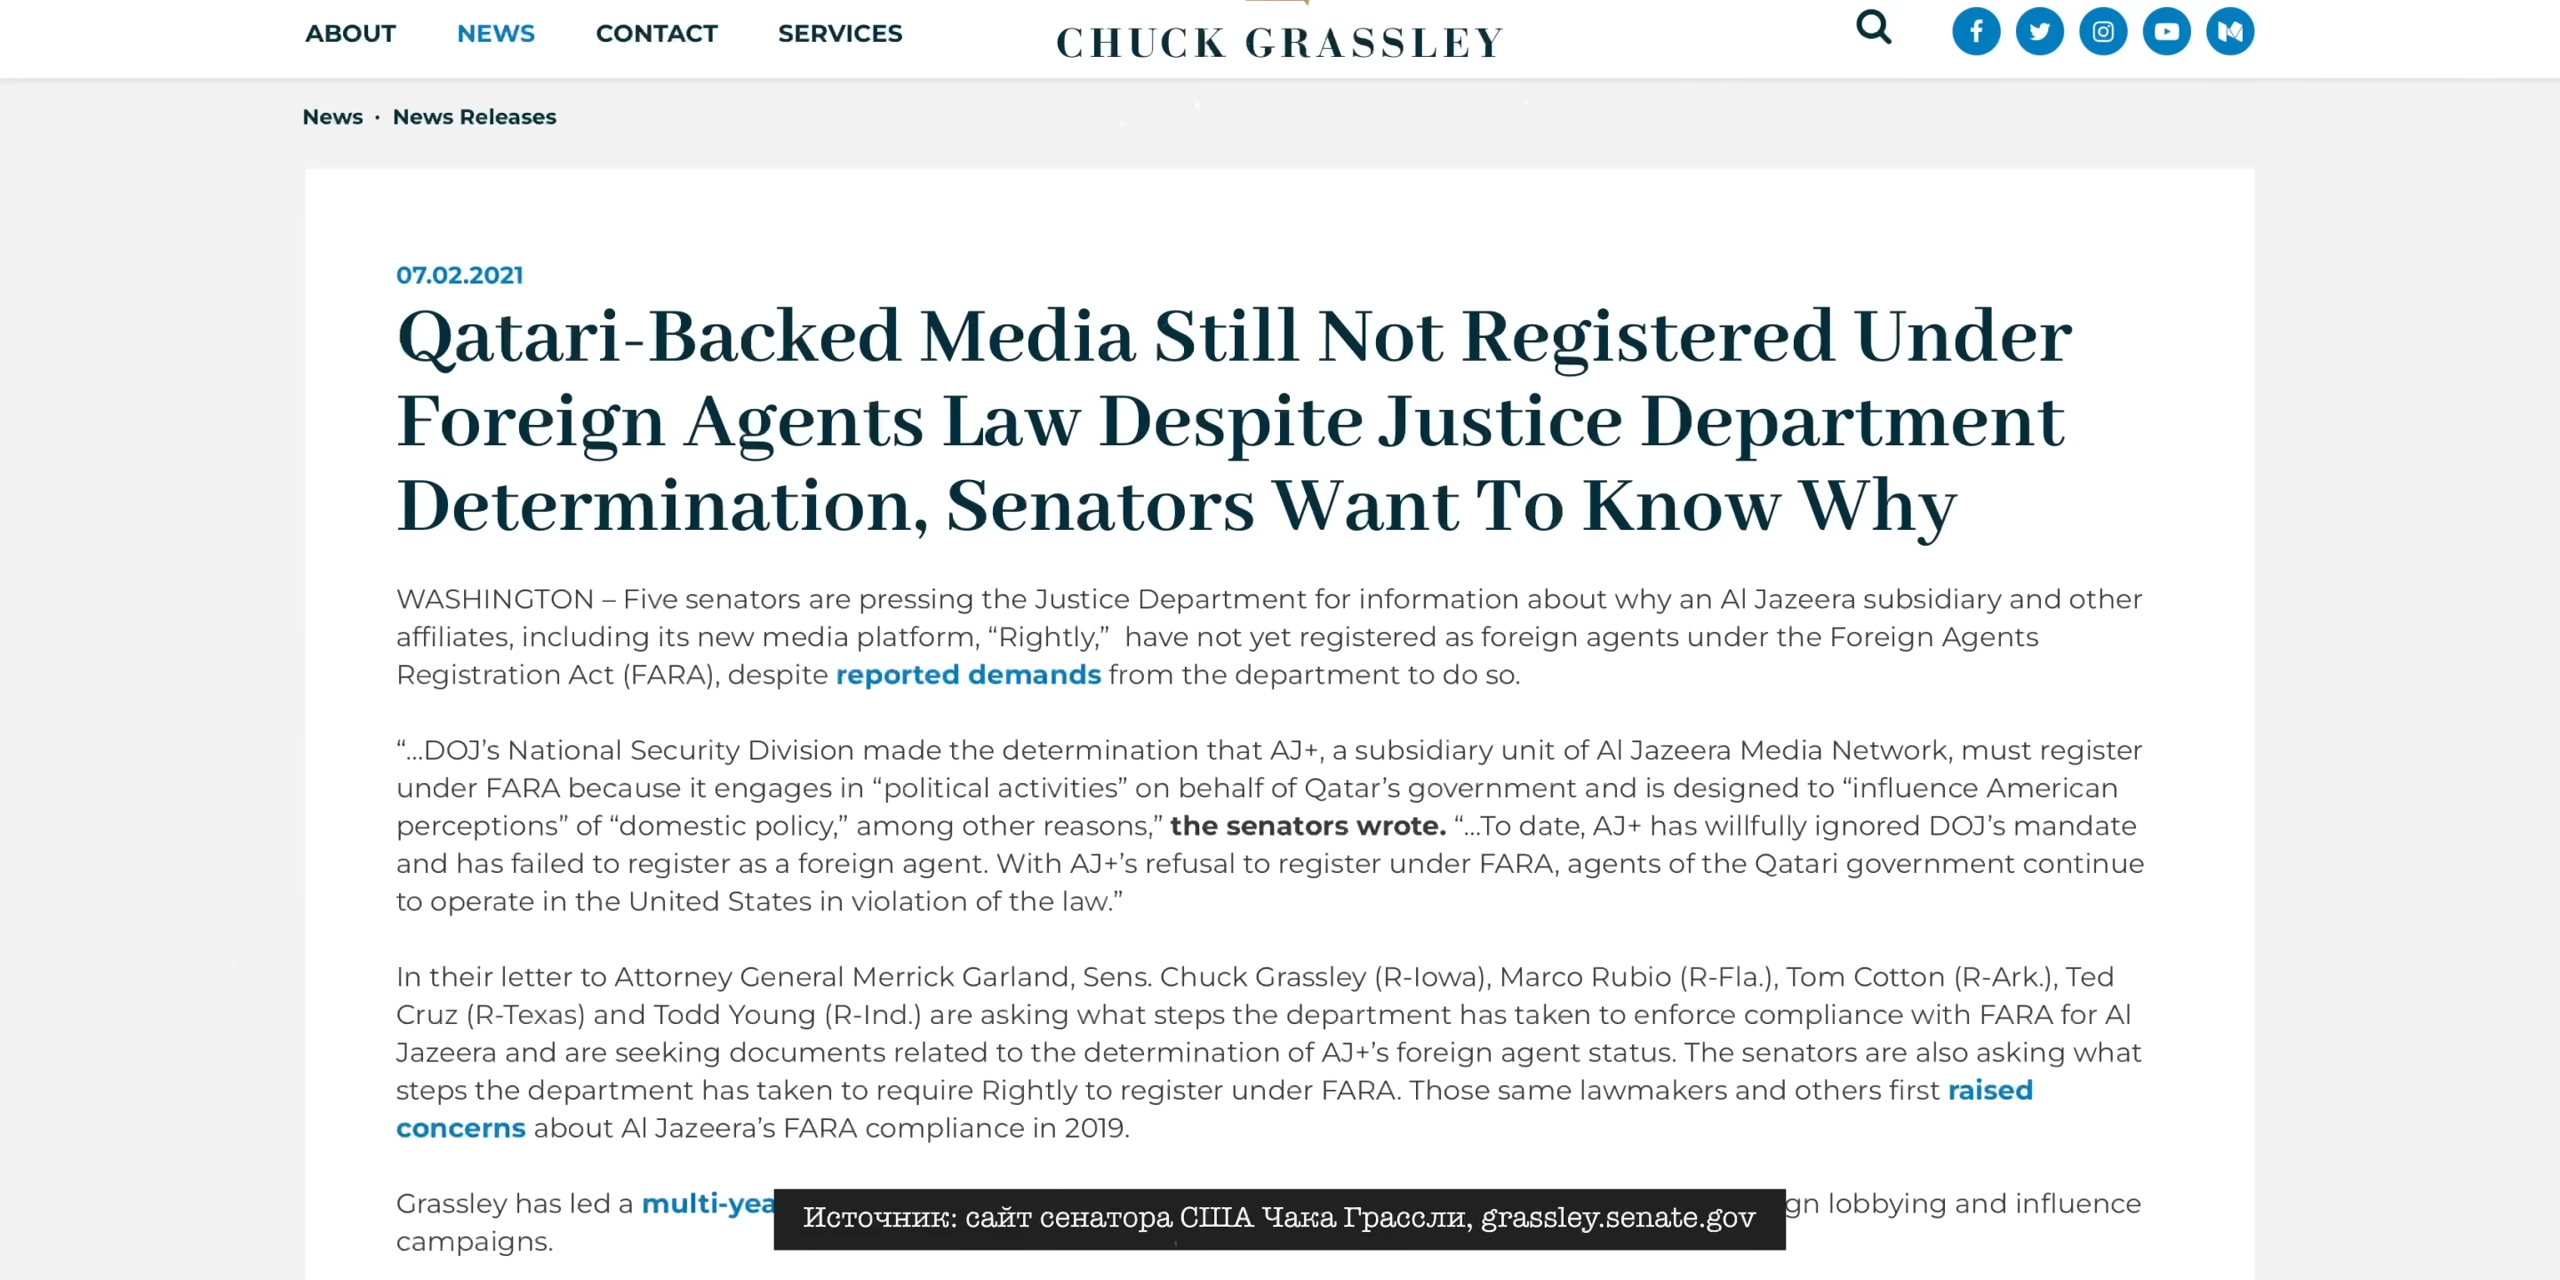 ABOUT NEWS CONTACT SERVICES CHUCK GRASSLEY
News · News Releases
07.02.2021
Qatari-Backed Media Still Not Registered Under
Foreign Agents Law Despite Justice Department
Determination, Senators Want To Know Why
WASHINGTON – Five senators are pressing the Justice Department for information about why an Al Jazeera subsidiary and other
affiliates, including its new media platform, “Rightly,” have not yet registered as foreign agents under the Foreign Agents
Registration Act (FARA), despite reported demands from the department to do so.
“…DOJ’s National Security Division made the determination that AJ+, a subsidiary unit of Al Jazeera Media Network, must register
under FARA because it engages in “political activities” on behalf of Qatar’s government and is designed to “influence American
perceptions” of “domestic policy,” among other reasons,” the senators wrote. “…To date, AJ+ has willfully ignored DOJ’s mandate
and has failed to register as a foreign agent. With AJ+’s refusal to register under FARA, agents of the Qatari government continue
to operate in the United States in violation of the law.”
In their letter to Attorney General Merrick Garland, Sens. Chuck Grassley (R-Iowa), Marco Rubio (R-Fla.), Tom Cotton (R-Ark.), Ted
Cruz (R-Texas) and Todd Young (R-Ind.) are asking what steps the department has taken to enforce compliance with FARA for Al
Jazeera and are seeking documents related to the determination of AJ+’s foreign agent status. The senators are also asking what
steps the department has taken to require Rightly to register under FARA. Those same lawmakers and others first raised
concerns about Al Jazeera’s FARA compliance in 2019.
Grassley has led a lobbying and influence
campaigns.
Источник: сайт сенатора США Чака Грассли, grassley.senate.gov